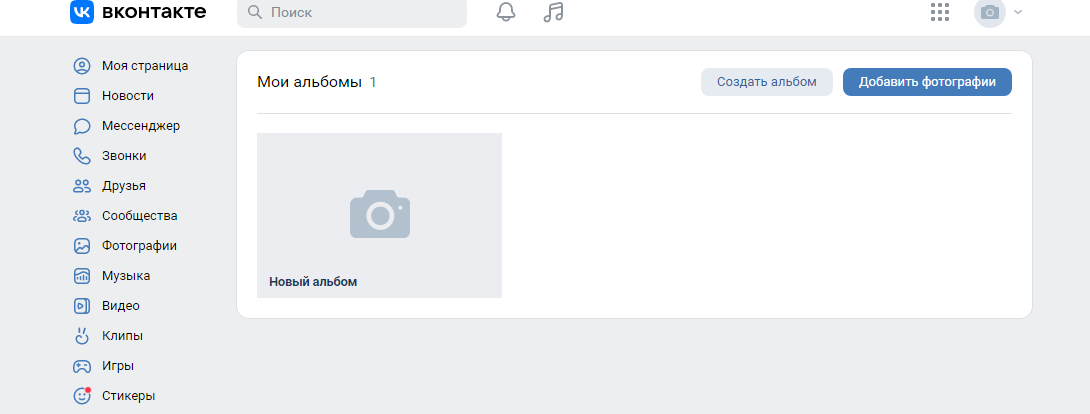 вконтакте
Поиск
Моя страница
Новости
Мессенджер
Звонки
Друзья
Сообщества
Фотографии
Музыка
Видео
Клипы
Игры
Стикеры
Мои альбомы 1
Создать альбом
Добавить фотографии
Новый альбом